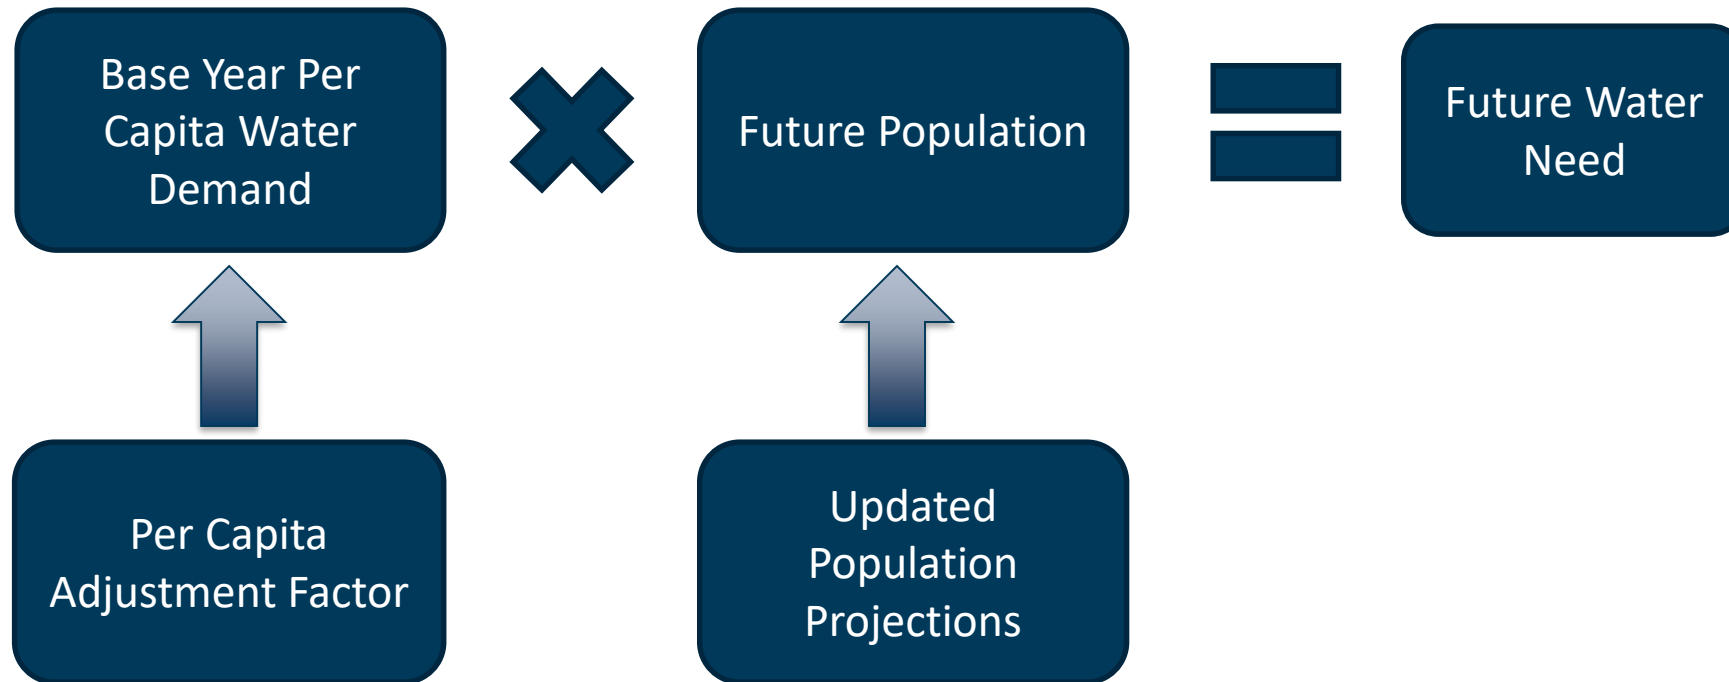 Base Year Per
Capita Water
Demand
Future Population
Future Water
Need
Per Capita
Adjustment Factor
Updated
Population
Projections